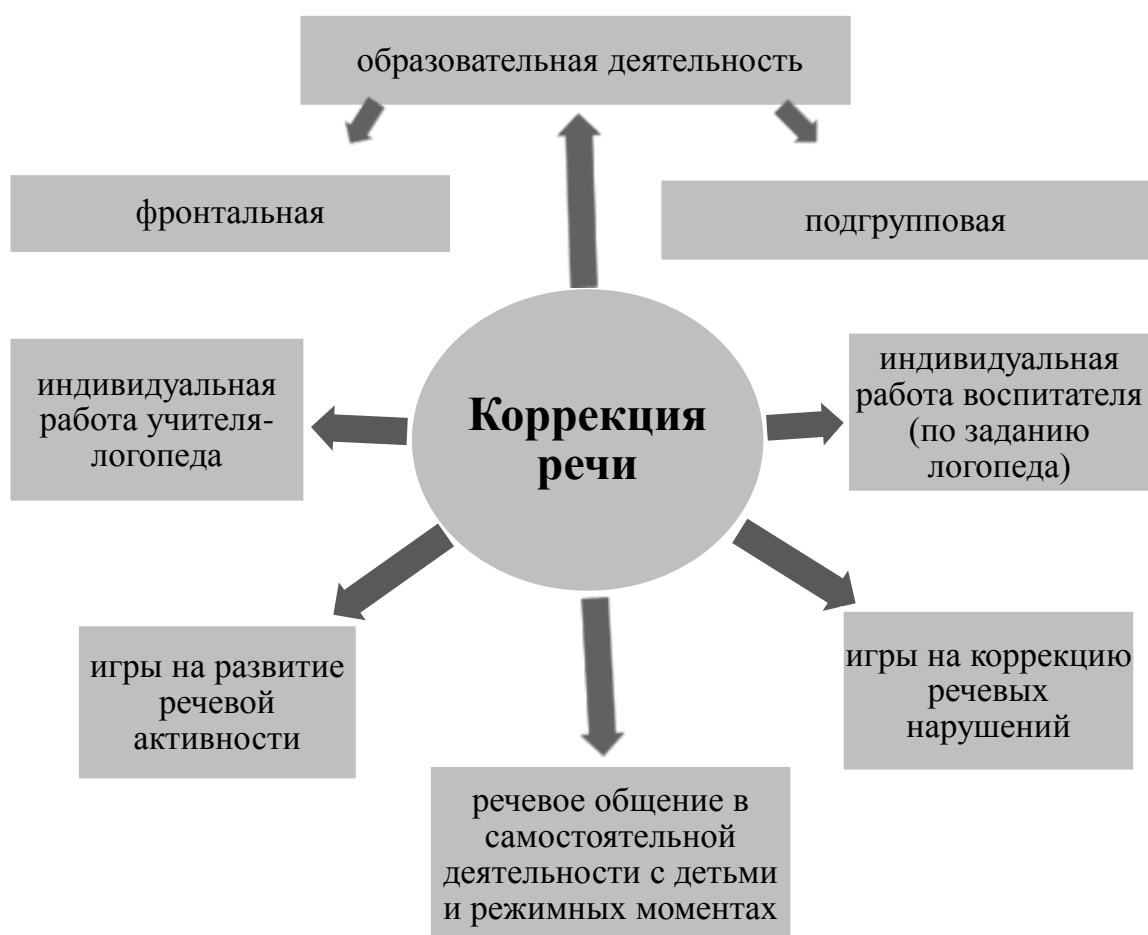 образовательная деятельность
фронтальная
подгрупповая
индивидуальная
работа учителя-
логопеда
Коррекция
речи
индивидуальная
работа воспитателя
(по заданию
логопеда)
игры на развитие
речевой
активности
игры на коррекцию
речевых
нарушений
речевое общение в
самостоятельной
деятельности с детьми
и режимных моментах